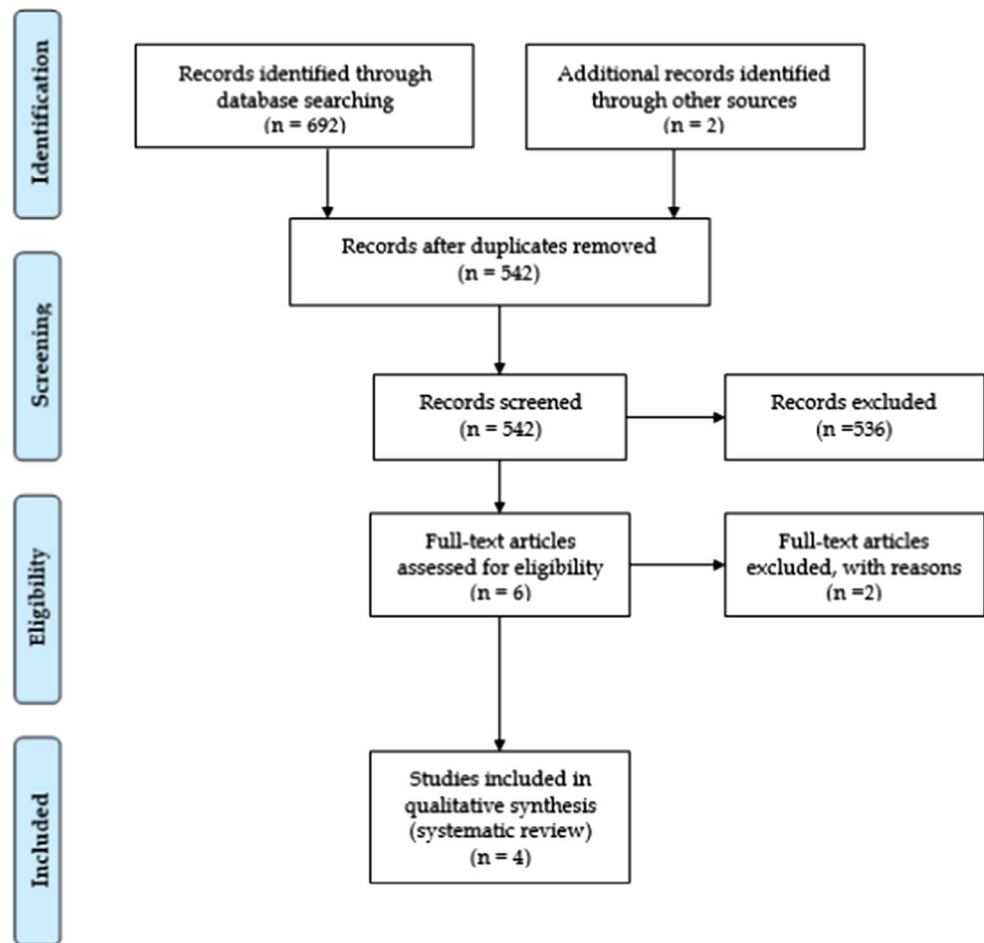 Identification
Records identified through
database searching
(n = 692)
Additional records identified
through other sources
(n = 2)
Records after duplicates removed
(n = 542)
Screening
Records screened
(n = 542)
Records excluded
(n =536)
Eligibility
Full-text articles
assessed for eligibility
(n = 6)
Full-text articles
excluded, with reasons
(n =2)
Included
Studies included in
qualitative synthesis
(systematic review)
(n = 4)